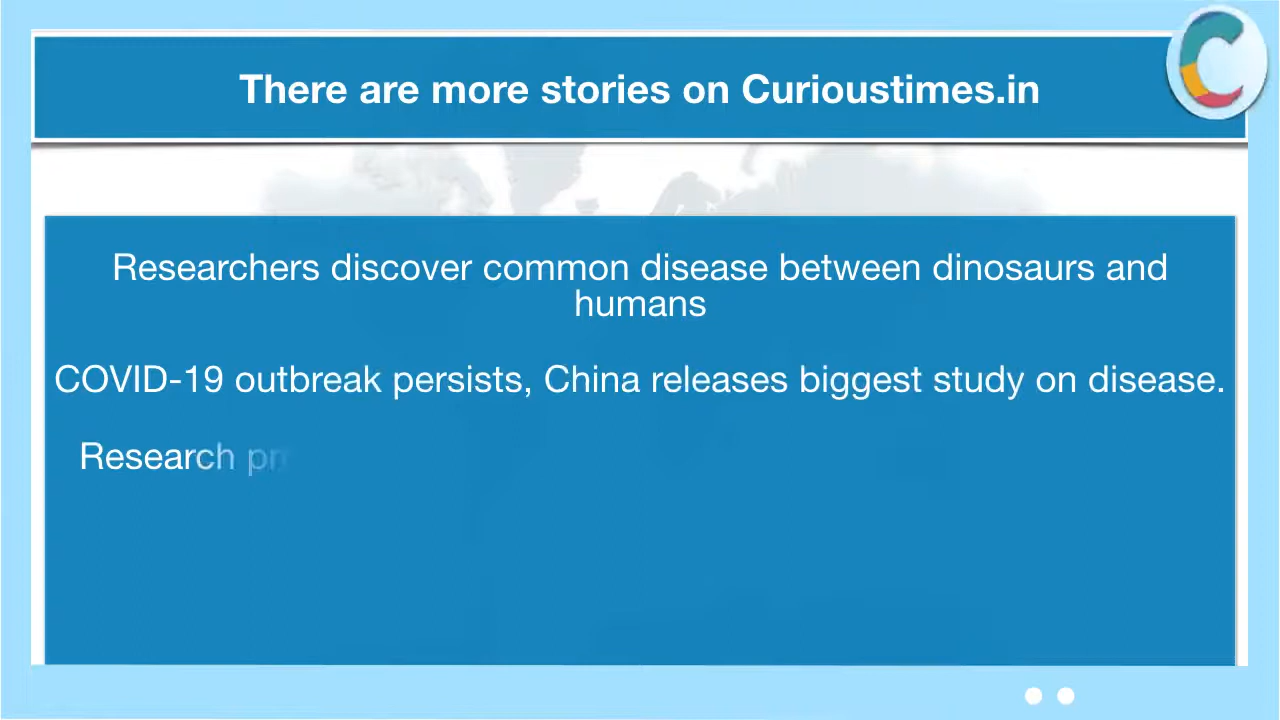 There are more stories on Curioustimes.in
Researchers discover common disease between dinosaurs and
humans
COVID-19 outbreak persists, China releases biggest study on disease.
Research